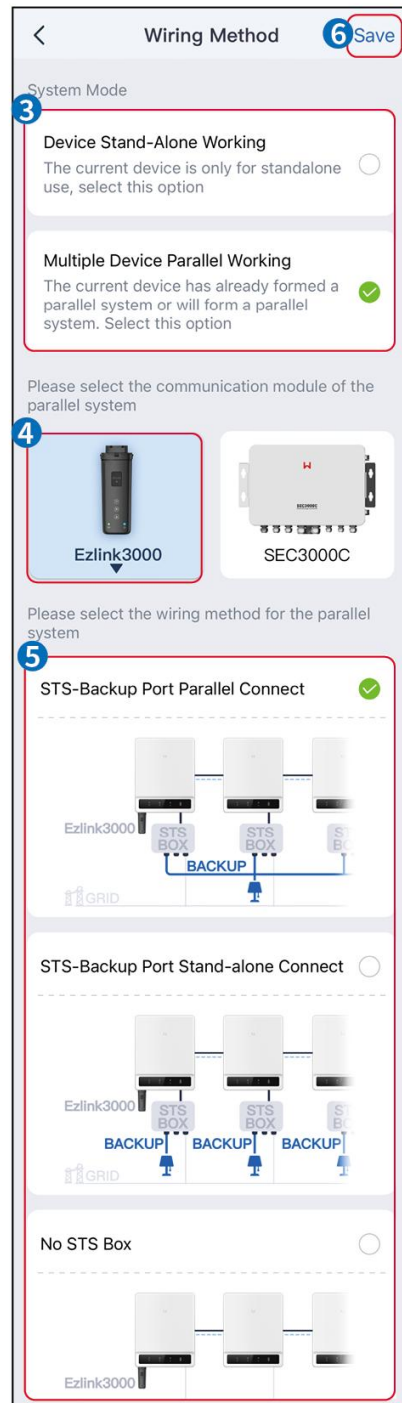 Wiring Method
6
Save
System Mode
3
Device Stand-Alone Working
The current device is only for standalone
use, select this option
Multiple Device Parallel Working
The current device has already formed a
parallel system or will form a parallel
system. Select this option
Please select the communication module of the
parallel system
4
Ezlink3000
SEC3000C
SEC3000C
Please select the wiring method for the parallel
system
5
STS-Backup Port Parallel Connect
Ezlink3000
STS
BOX
STS
BOX
BACKUP
GRID
STS-Backup Port Stand-alone Connect
Ezlink3000
STS
BOX
STS
BOX
BACKUP
BACKUP
BACKUP
GRID
No STS Box
Ezlink3000